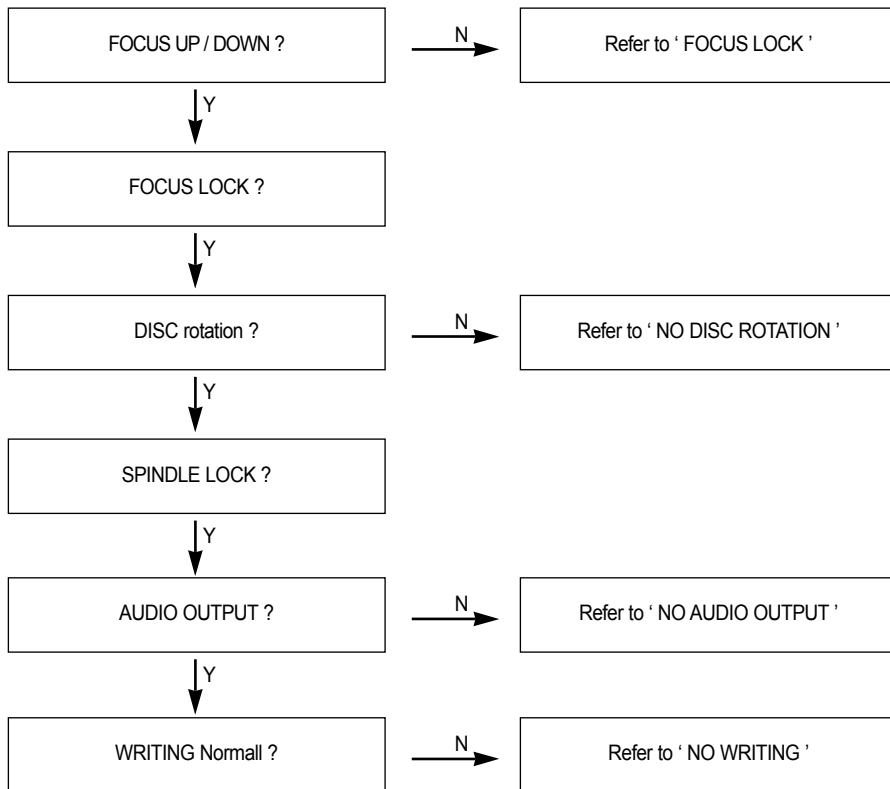 FOCUS UP / DOWN ?
N
Refer to ‘ FOCUS LOCK ’
Y
FOCUS LOCK ?
Y
DISC rotation ?
N
Refer to ‘ NO DISC ROTATION ’
Y
SPINDLE LOCK ?
Y
AUDIO OUTPUT ?
N
Refer to ‘ NO AUDIO OUTPUT ’
Y
WRITING Normall ?
N
Refer to ‘ NO WRITING ’